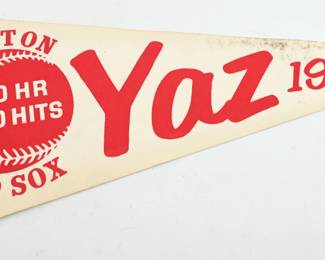 TON
0 HR
0 HITS
SOX
Yaz 19